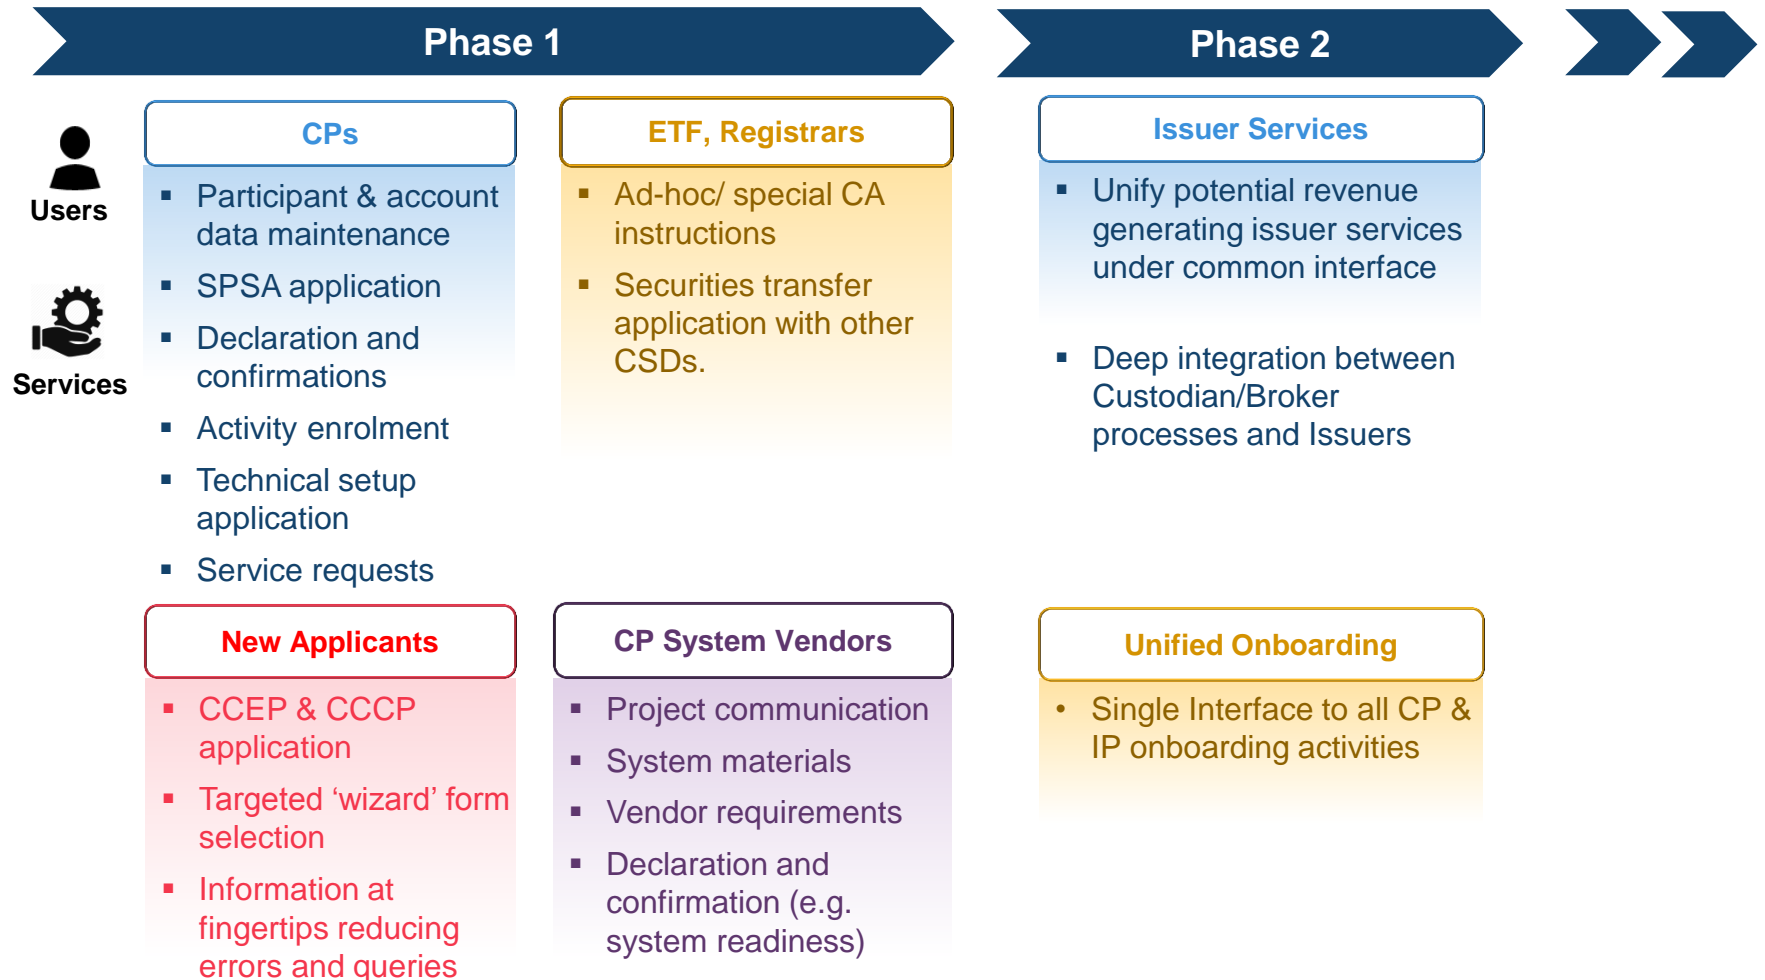 Phase 1
Phase 2
Users
Services
CPs
▪ Participant & account
data maintenance
▪ SPSA application
▪ Declaration and
confirmations
▪ Activity enrolment
▪ Technical setup
application
▪ Service requests
ETF, Registrars
▪ Ad-hoc/ special CA
instructions
▪ Securities transfer
application with other
CSDs.
Issuer Services
▪ Unify potential revenue
generating issuer services
under common interface
▪ Deep integration between
Custodian/Broker
processes and Issuers
New Applicants
▪ CCEP & CCCP
application
▪ Targeted ‘wizard’ form
selection
▪ Information at
fingertips reducing
errors and queries
CP System Vendors
▪ Project communication
▪ System materials
▪ Vendor requirements
▪ Declaration and
confirmation (e.g.
system readiness)
Unified Onboarding
• Single Interface to all CP &
IP onboarding activities